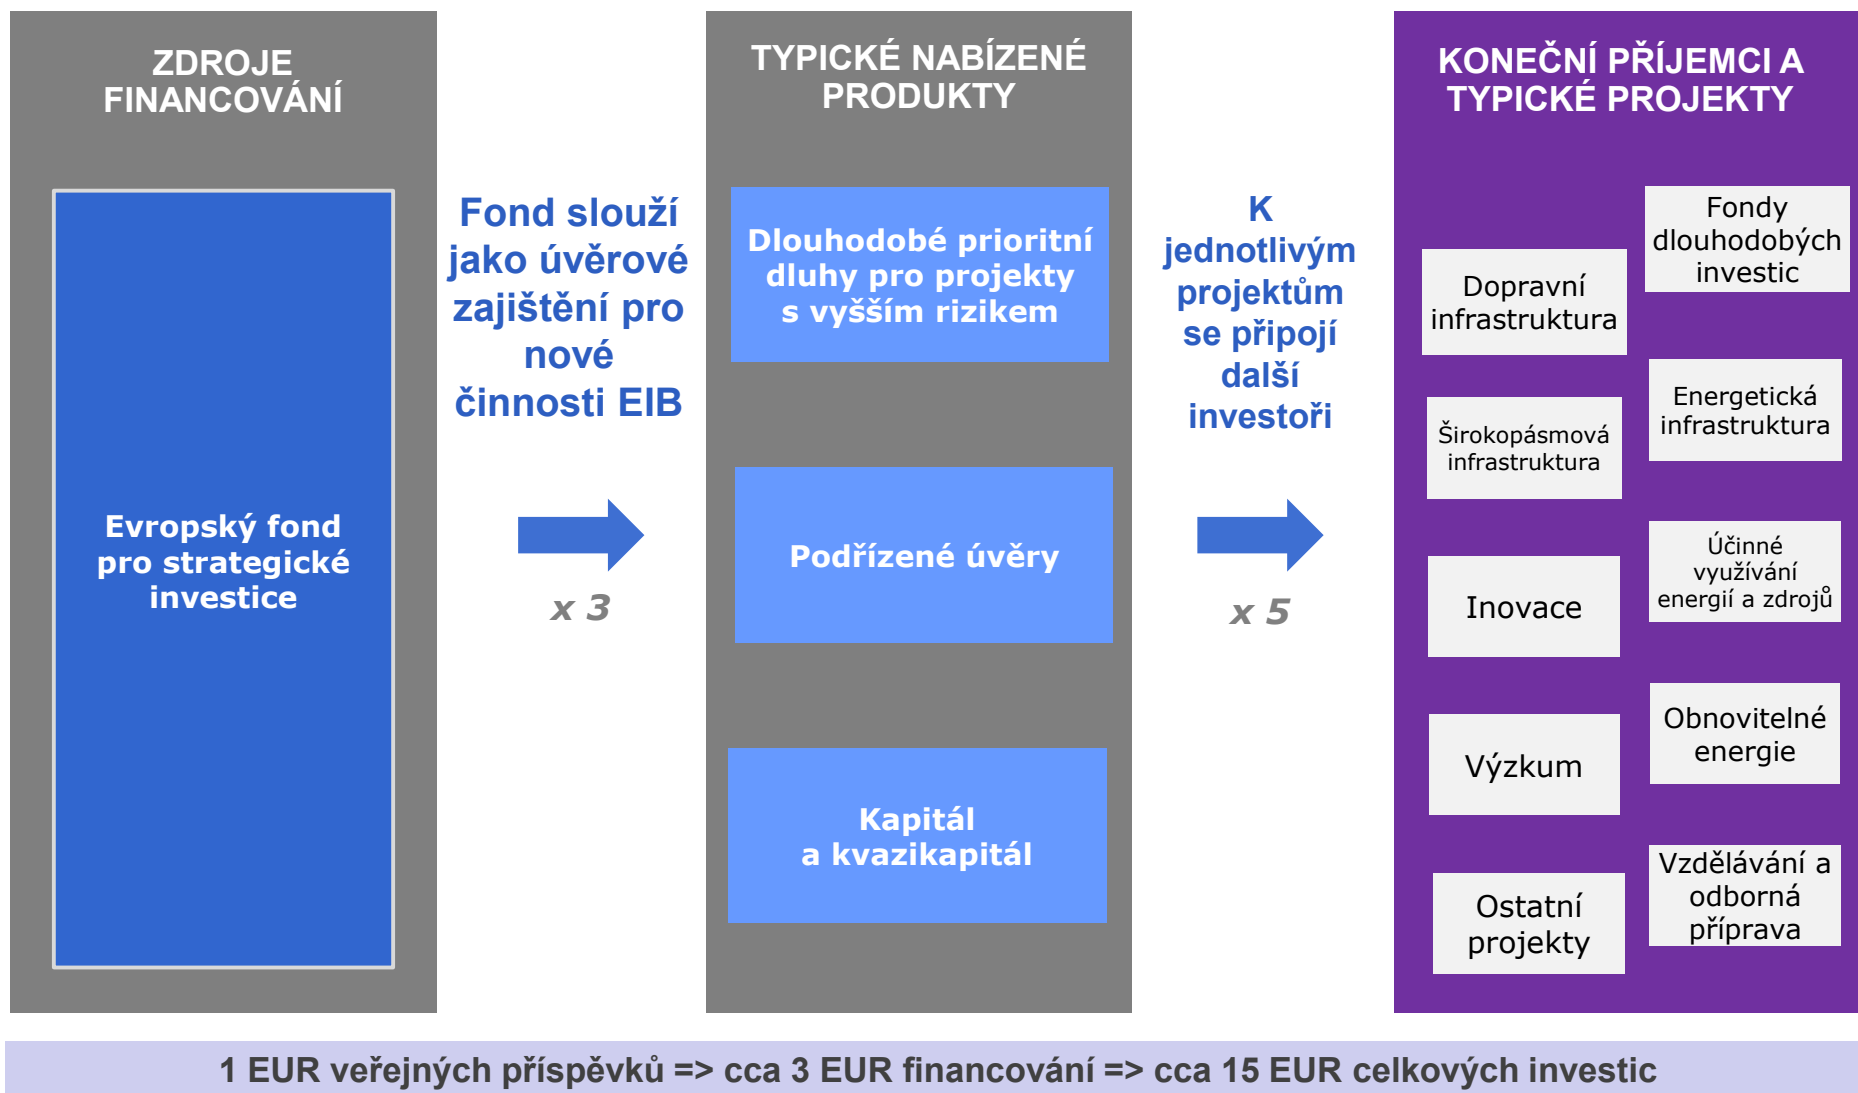 ZDROJE
FINANCOVÁNÍ
Evropský fond
pro strategické
investice
Fond slouží
jako úvěrové
zajištění pro
nové
činnosti EIB
x 3
TYPICKÉ NABÍZENÉ
PRODUKTY
Dlouhodobé prioritní
dluhy pro projekty
s vyšším rizikem
Podřízené úvěry
Kapitál
a kvazikapitál
K
jednotlivým
projektům
se připojí
další
investoři
x 5
KONEČNÍ PŘÍJEMCI A
TYPICKÉ PROJEKTY
Fondy
dlouhodobých
investic
Dopravní
infrastruktura
Energetická
infrastruktura
Širokopásmová
infrastruktura
Účinné
využívání
energií a zdrojů
Inovace
Obnovitelné
energie
Výzkum
Vzdělávání a
odborná
příprava
Ostatní
projekty
1 EUR veřejných příspěvků => cca 3 EUR financování => cca 15 EUR celkových investic